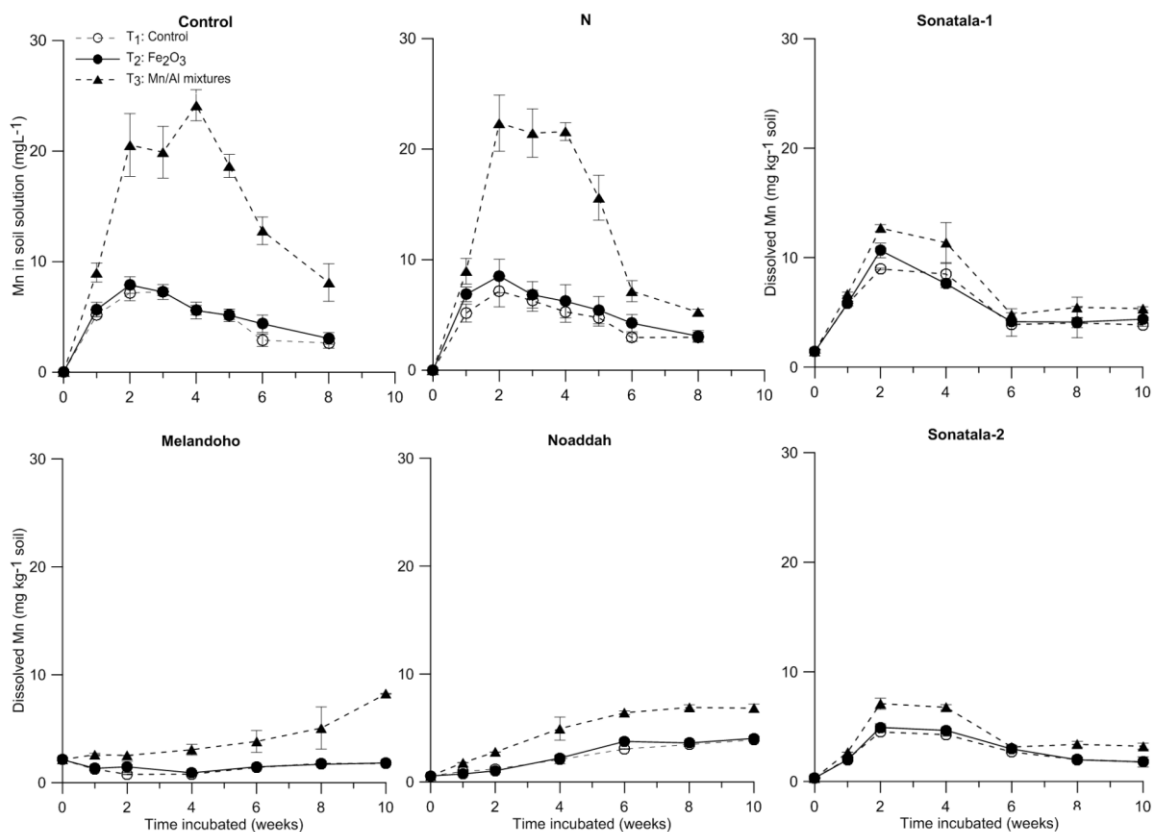 Control
N
Sonatala-1
T1: Control
T2: Fe2O3
T3: Mn/Al mixtures
Mn in soil solution (mgL-1)
30
20
10
0
0 2 4 6 8 10
30
20
10
0
0 2 4 6 8 10
Dissolved Mn (mg kg-1 soil)
30
20
10
0
0 2 4 6 8 10
Melandoho
Noaddah
Sonatala-2
Dissolved Mn (mg kg-1 soil)
30
20
10
0
0 2 4 6 8 10
Time incubated (weeks)
30
20
10
0
0 2 4 6 8 10
Time incubated (weeks)
30
20
10
0
0 2 4 6 8 10
Time incubated (weeks)